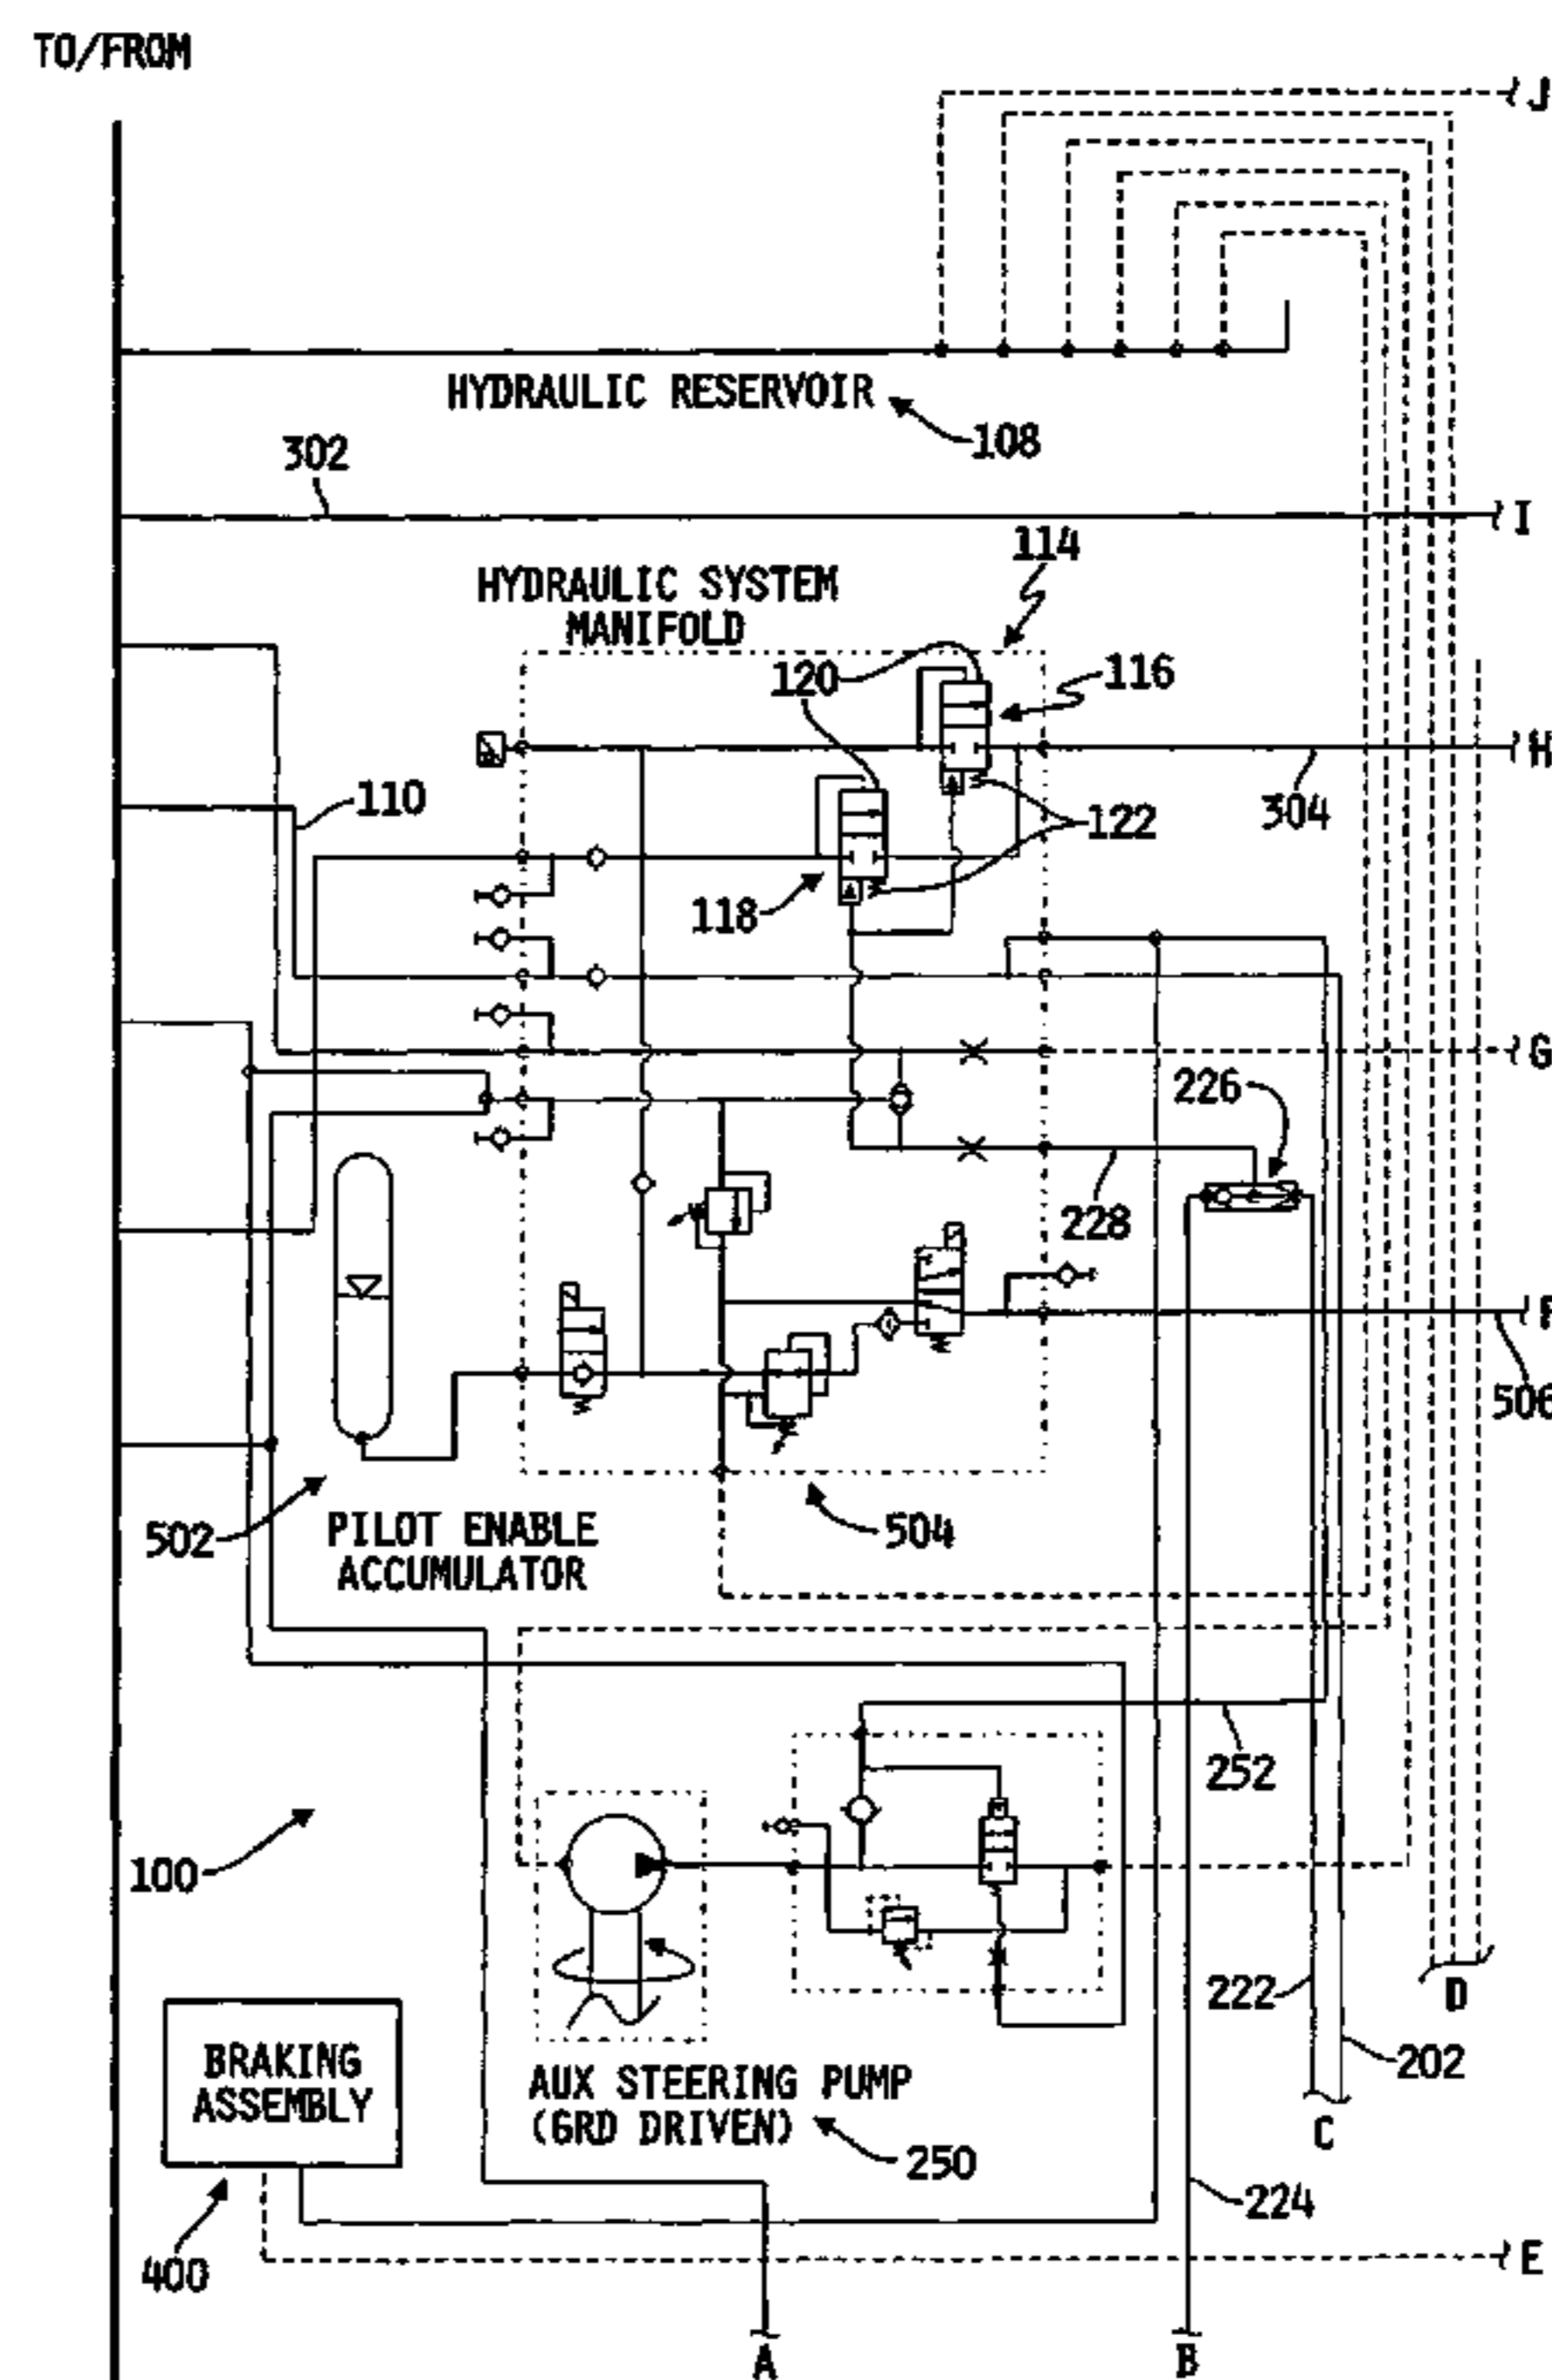 TO/FROM
J
HYDRAULIC RESERVOIR
108
302
I
114
HYDRAULIC SYSTEM
MANIFOLD
120
116
H
110
122
304
118
G
226
228
F
506
502
PILOT ENABLE
ACCUMULATOR
504
252
100
222
D
BRAKING
ASSEMBLY
AUX STEERING PUMP
(GRD DRIVEN)
250
202
C
224
400
E
A
B